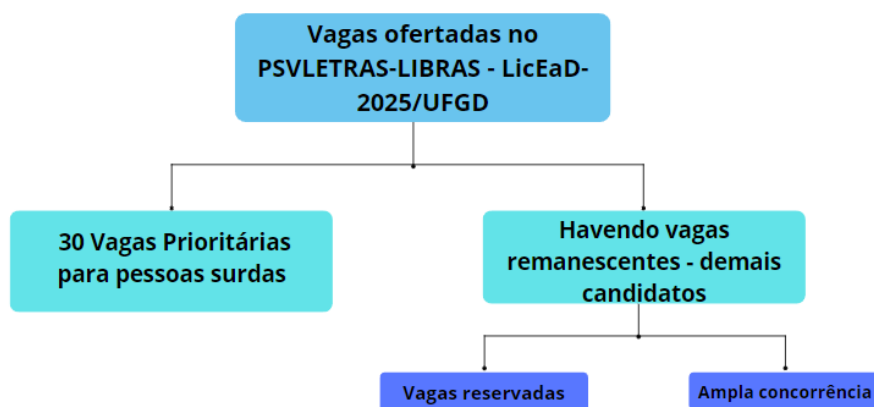 Vagas ofertadas no
PSVLETRAS-LIBRAS - LicEaD-
2025/UFGD
30 Vagas Prioritárias
para pessoas surdas
Havendo vagas
remanescentes - demais
candidatos
Vagas reservadas
Ampla concorrência